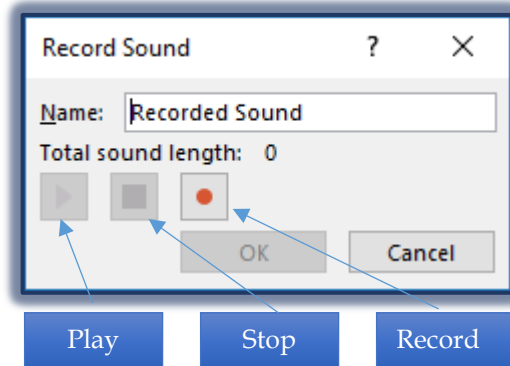 Record Sound ?
Name: Recorded Sound
Total sound length: 0
OK Cancel
Play Stop Record